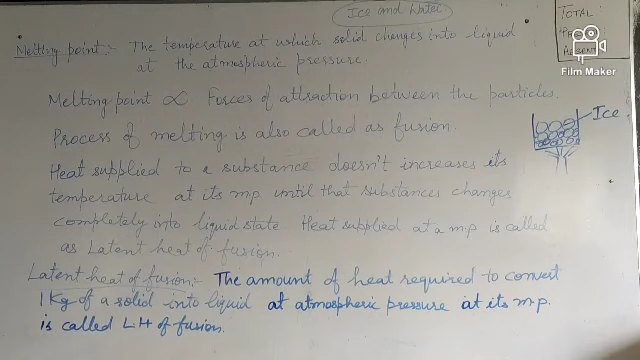 Ice and Water
TOTAL:
Film Maker
Melting point:- The temperature at which solid changes into liquid
at the atmospheric pressure.
Melting point ∝ Forces of attraction between the particles.
Process of melting is also called as fusion.
Ice
Heat supplied to a substance doesn't increases its
temperature at its m.p until that substances changes
completely into liquid state Heat supplied at a m.p is called
as Latent heat of fusion.
Latent heat of fusion:- The amount of heat required to convert
1 Kg of a solid into liquid at atmospheric pressure at its m.p.
is called L.H of fusion.